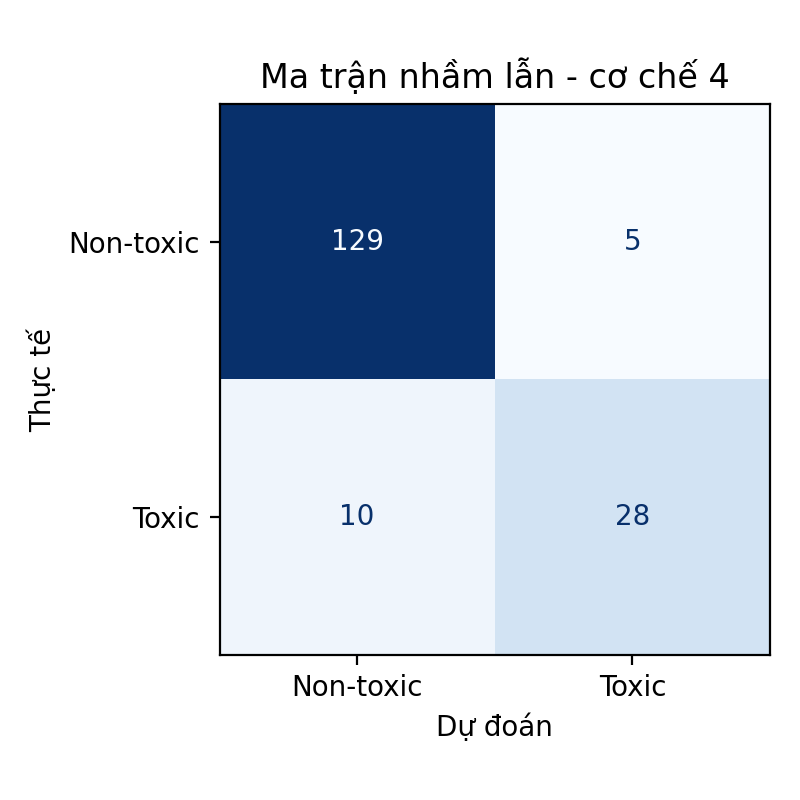 Ma trận nhầm lẫn - cơ chế 4
Thực tế
Non-toxic
129
5
Toxic
10
28
Non-toxic
Toxic
Dự đoán